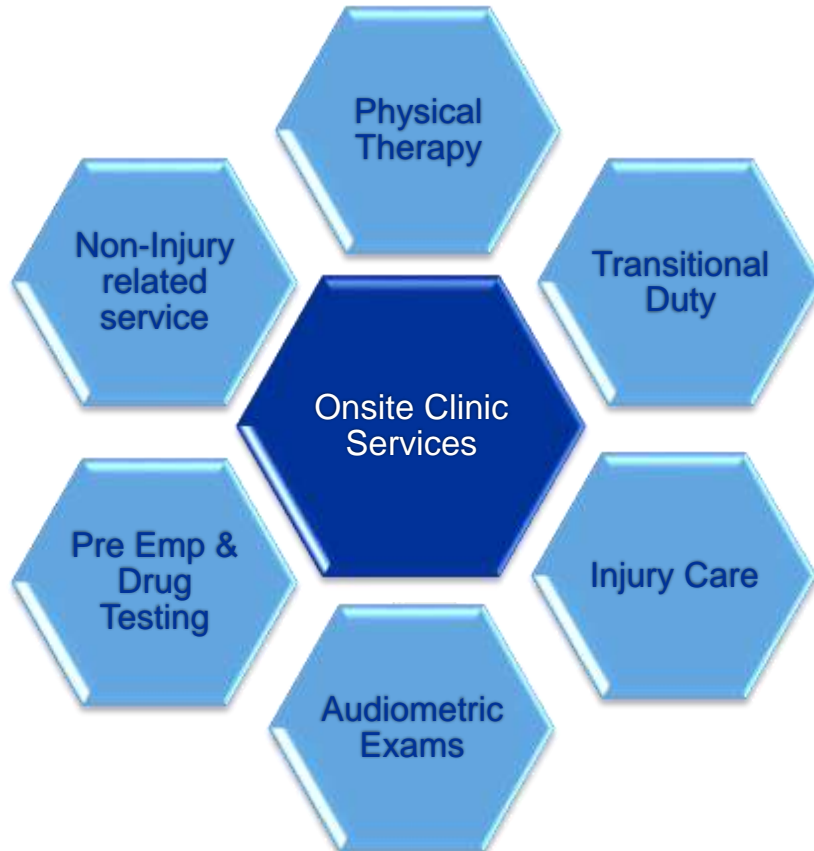 Physical
Therapy
Non-Injury
related
service
Transitional
Duty
Onsite Clinic
Services
Pre Emp &
Drug
Testing
Injury Care
Audiometric
Exams